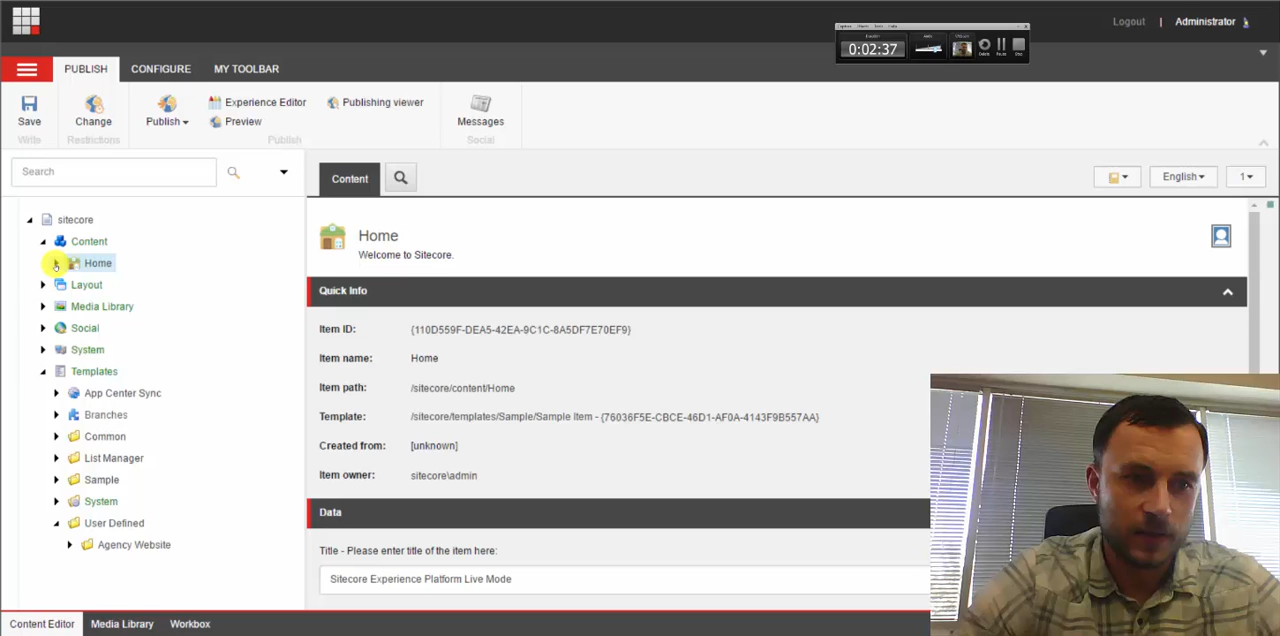 Logout | Administrator
0:02:37
PUBLISH CONFIGURE MY TOOLBAR
Save
Write
Change
Restrictions
Publish
Experience Editor
Preview
Publishing viewer
Publish
Messages
Social
Search
Content
English
1
sitecore
Content
Home
Layout
Media Library
Social
System
Templates
App Center Sync
Branches
Common
List Manager
Sample
System
User Defined
Agency Website
Home
Welcome to Sitecore.
Quick Info
Item ID: {110D559F-DEA5-42EA-9C1C-8A5DF7E70EF9}
Item name: Home
Item path: /sitecore/content/Home
Template: /sitecore/templates/Sample/Sample Item - {76036F5E-CBCE-46D1-AF0A-4143F9B557AA}
Created from: [unknown]
Item owner: sitecore\admin
Data
Title - Please enter title of the item here:
Sitecore Experience Platform Live Mode
Content Editor Media Library Workbox